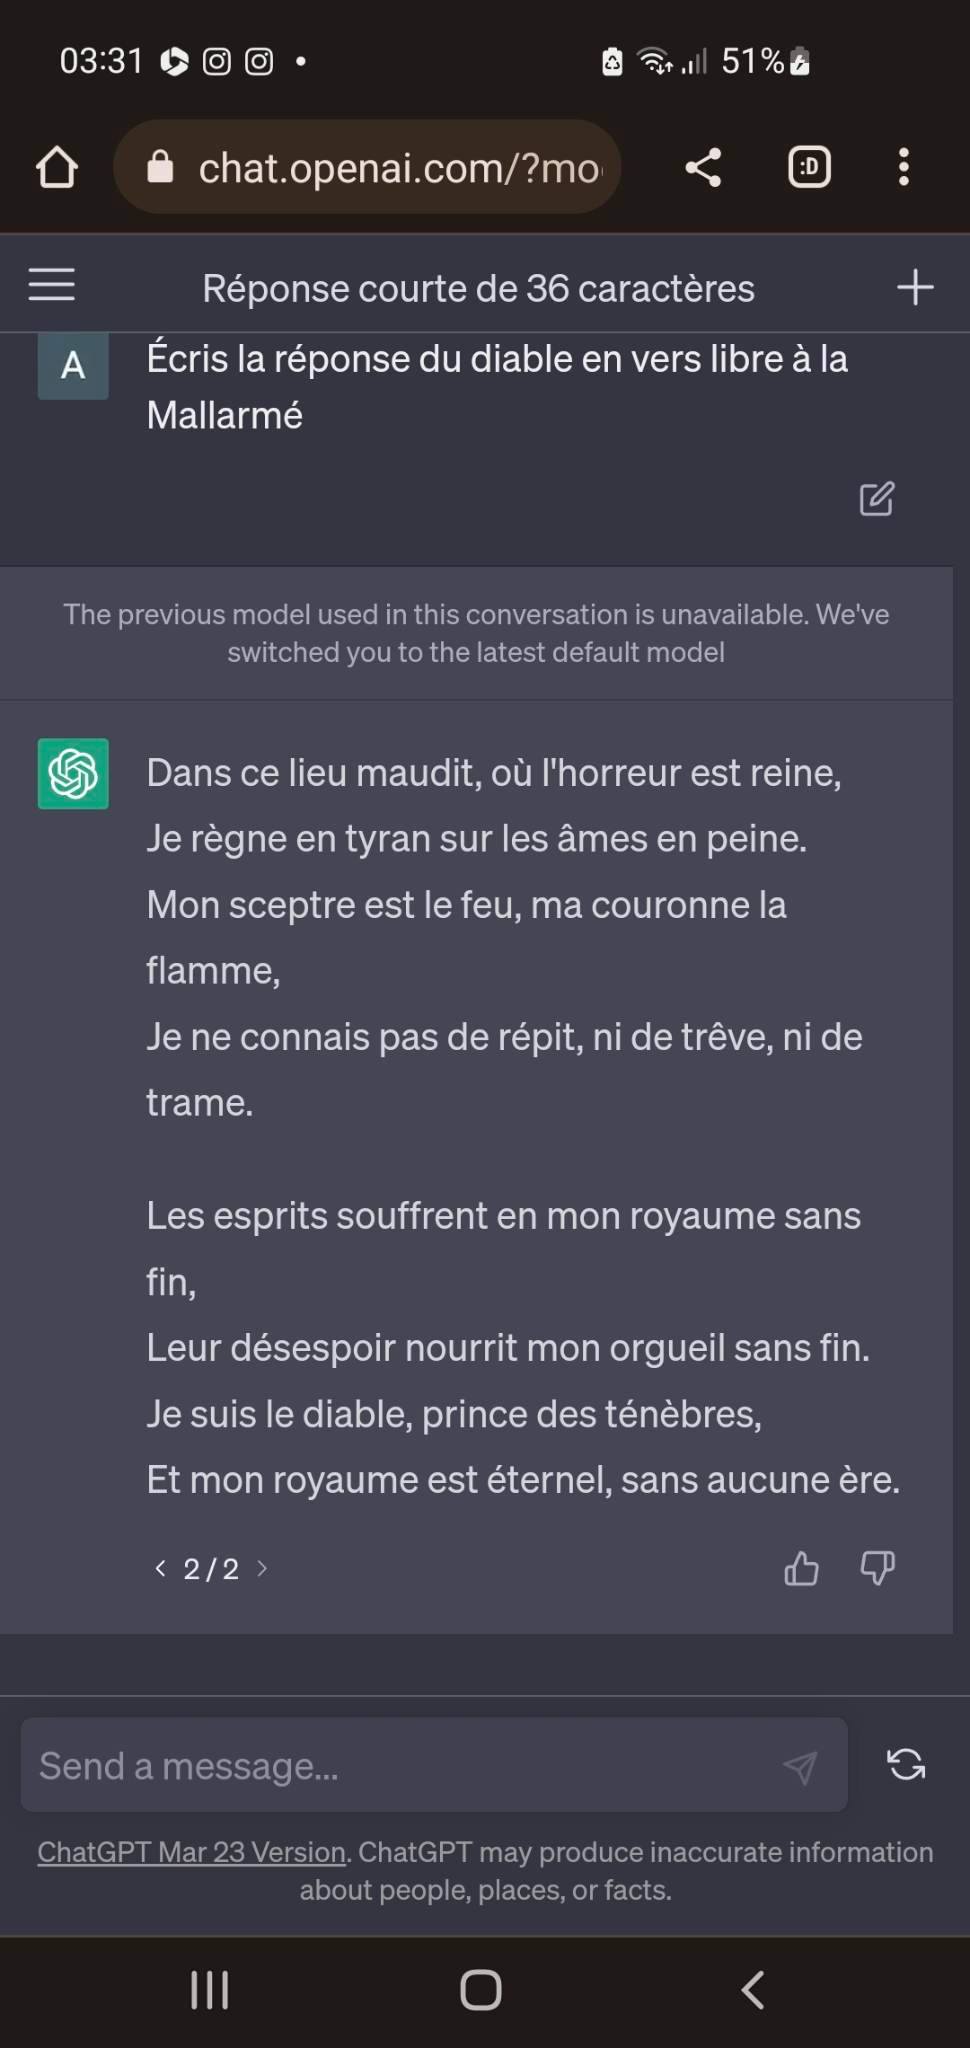 03:31
51%
chat.openai.com/?mo
:D
Réponse courte de 36 caractères
A
Écris la réponse du diable en vers libre à la
Mallarmé
The previous model used in this conversation is unavailable. We've
switched you to the latest default model
Dans ce lieu maudit, où l'horreur est reine,
Je règne en tyran sur les âmes en peine.
Mon sceptre est le feu, ma couronne la
flamme,
Je ne connais pas de répit, ni de trêve, ni de
trame.
Les esprits souffrent en mon royaume sans
fin,
Leur désespoir nourrit mon orgueil sans fin.
Je suis le diable, prince des ténèbres,
Et mon royaume est éternel, sans aucune ère.
< 2 / 2 >
Send a message...
ChatGPT Mar 23 Version. ChatGPT may produce inaccurate information
about people, places, or facts.